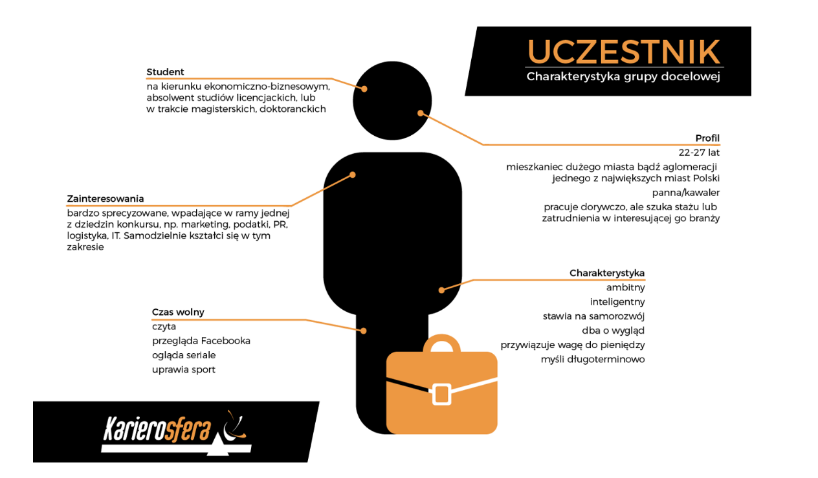 UCZESTNIK
Charakterystyka grupy docelowej
Student
na kierunku ekonomiczno-biznesowym,
absolwent studiów licencjackich, lub
w trakcie magisterskich, doktoranckich
Profil
22-27 lat
mieszkaniec dużego miasta bądź aglomeracji
jednego z największych miast Polski
panna/kawaler
pracuje dorywczo, ale szuka stażu lub
zatrudnienia w interesującej go branży
Zainteresowania
bardzo sprecyzowane, wpadające w ramy jednej
z dziedzin konkursu, np. marketing, podatki, PR,
logistyka, IT. Samodzielnie kształci się w tym
zakresie
Charakterystyka
ambitny
inteligentny
stawia na samorozwój
dba o wygląd
przywiązuje wagę do pieniędzy
myśli długoterminowo
Czas wolny
czyta
przegląda Facebooka
ogląda seriale
uprawia sport
Karierosfera